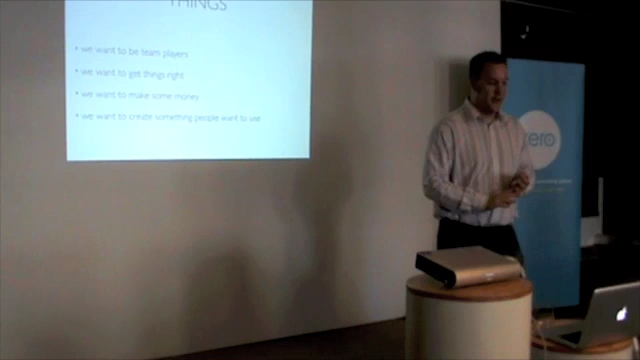 THINGS
• we want to be team players
• we want to get things right
• we want to make some money
• we want to create something people want to use
ero